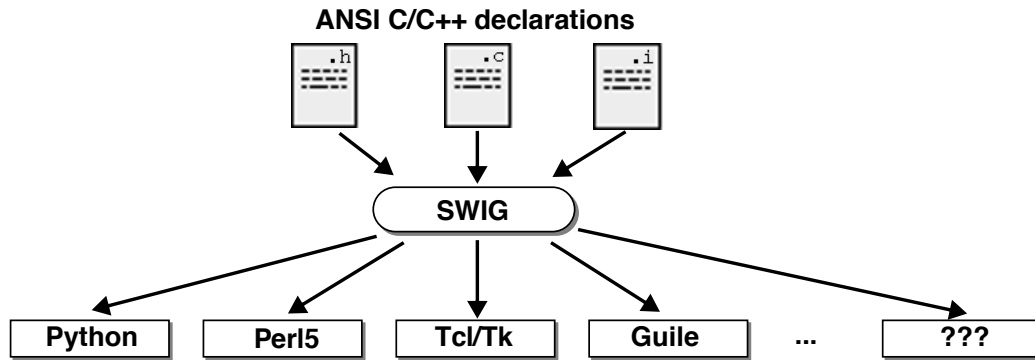 ANSI C/C++ declarations
.h
.c
.i
SWIG
Python
Perl5
Tcl/Tk
Guile
...
???